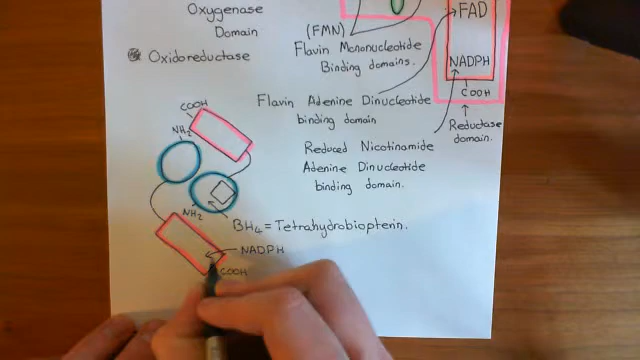 Oxygenase
Domain
Oxidoreductase
(FMN)
Flavin Mononucleotide
Binding domains.
FAD
NADPH
COOH
Reductase
domain.
Flavin Adenine Dinucleotide
binding domain
Reduced Nicotinamide
Adenine Dinucleotide
binding domain.
COOH
NH2
NH2
BH4 = Tetrahydrobiopterin.
NADPH
COOH